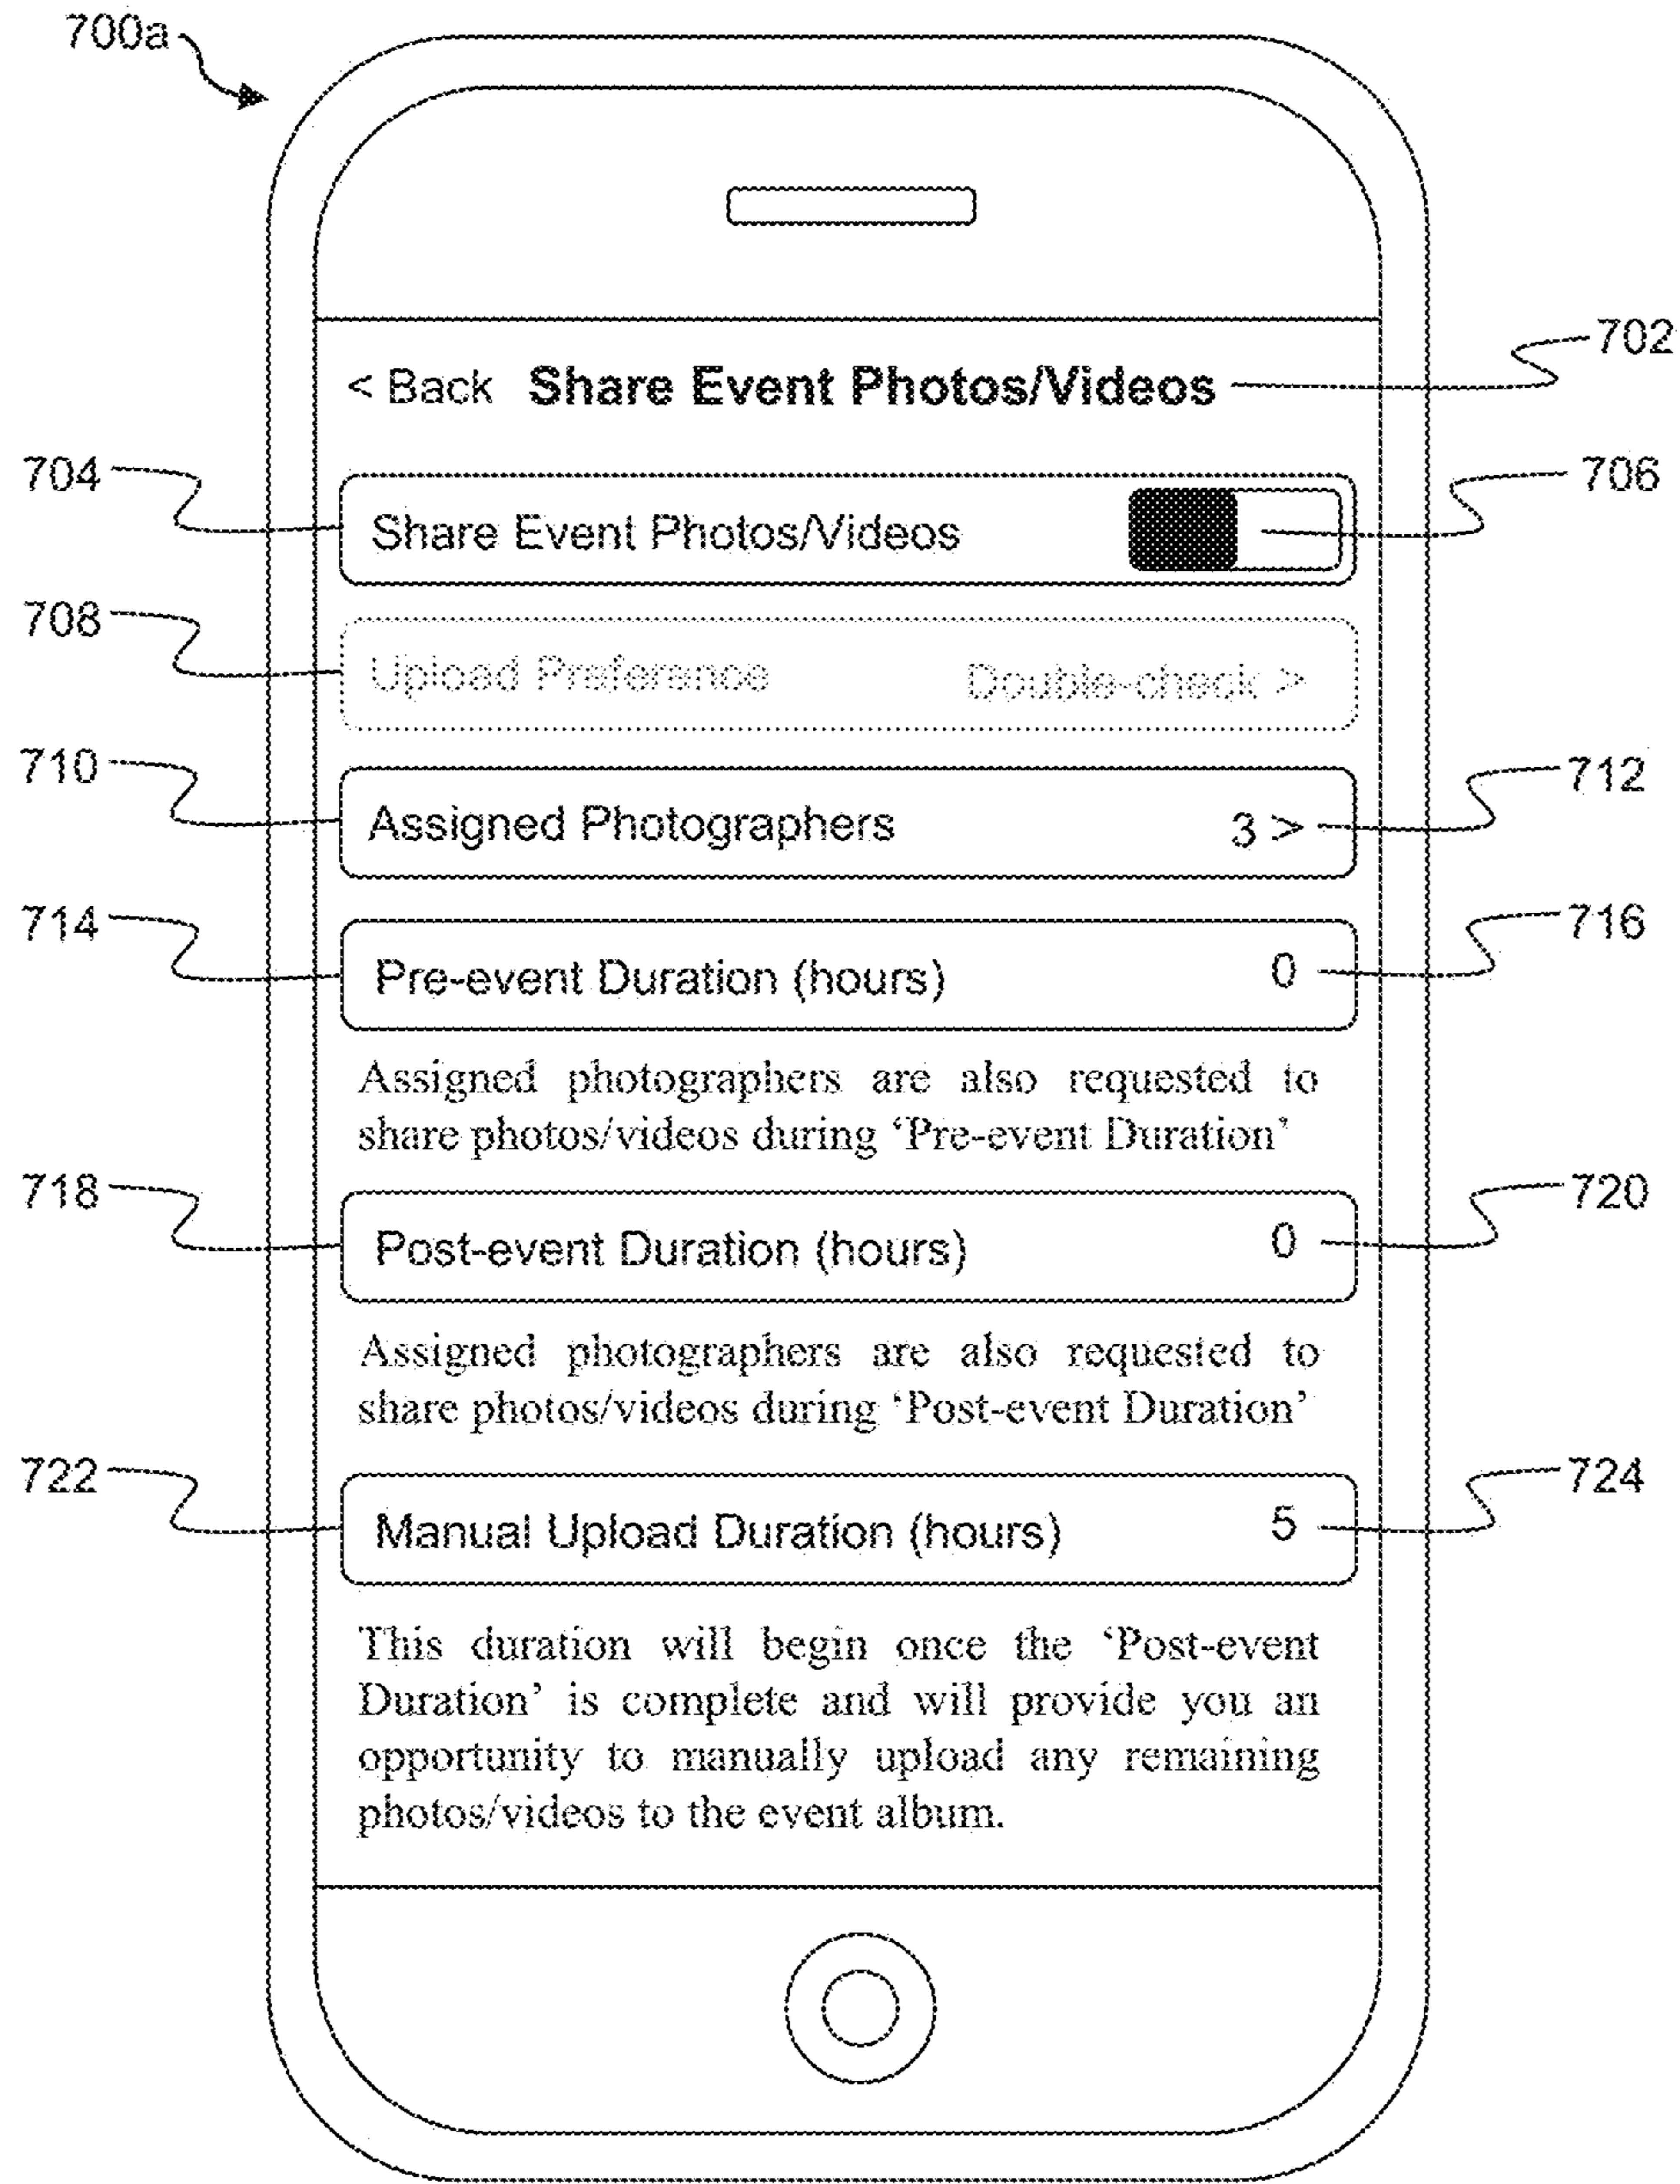 700a
702
< Back Share Event Photos/Videos
704
706
Share Event Photos/Videos
708
Upload Preference Double-check >
710
712
Assigned Photographers 3 >
714
716
Pre-event Duration (hours) 0
Assigned photographers are also requested to
share photos/videos during ‘Pre-event Duration’
718
720
Post-event Duration (hours) 0
Assigned photographers are also requested to
share photos/videos during ‘Post-event Duration’
722
724
Manual Upload Duration (hours) 5
This duration will begin once the ‘Post-event
Duration’ is complete and will provide you an
opportunity to manually upload any remaining
photos/videos to the event album.